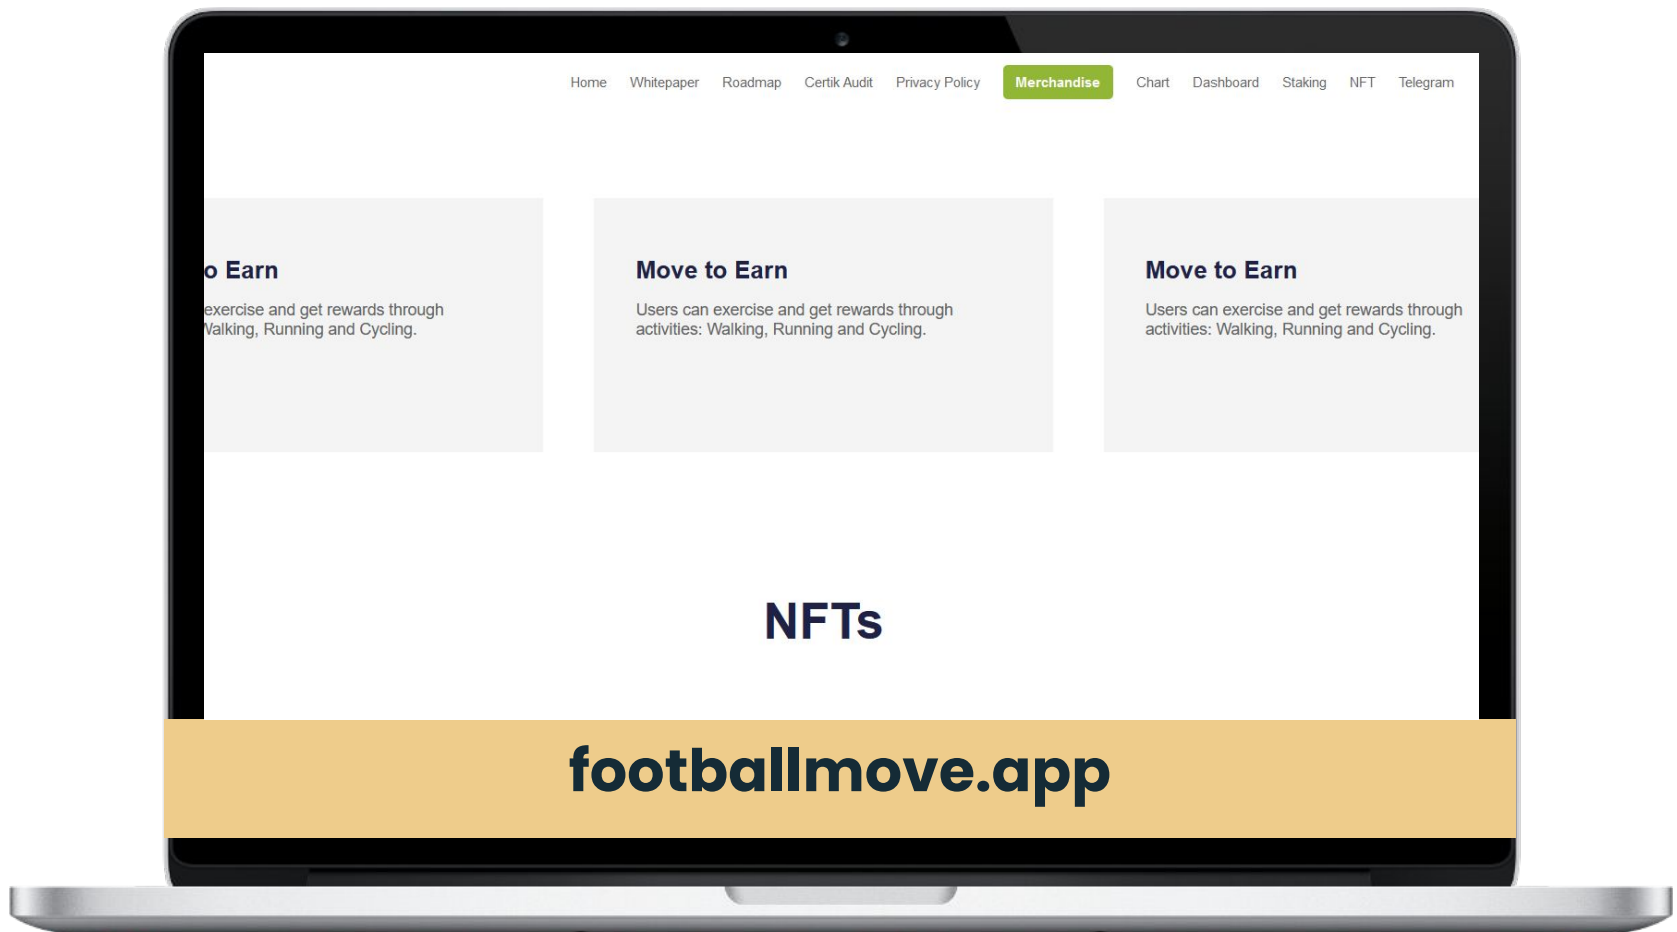 Home Whitepaper Roadmap Certik Audit Privacy Policy Merchandise Chart Dashboard Staking NFT Telegram
o Earn
exercise and get rewards through
Walking, Running and Cycling.
Move to Earn
Users can exercise and get rewards through
activities: Walking, Running and Cycling.
Move to Earn
Users can exercise and get rewards through
activities: Walking, Running and Cycling.
NFTs
footballmove.app